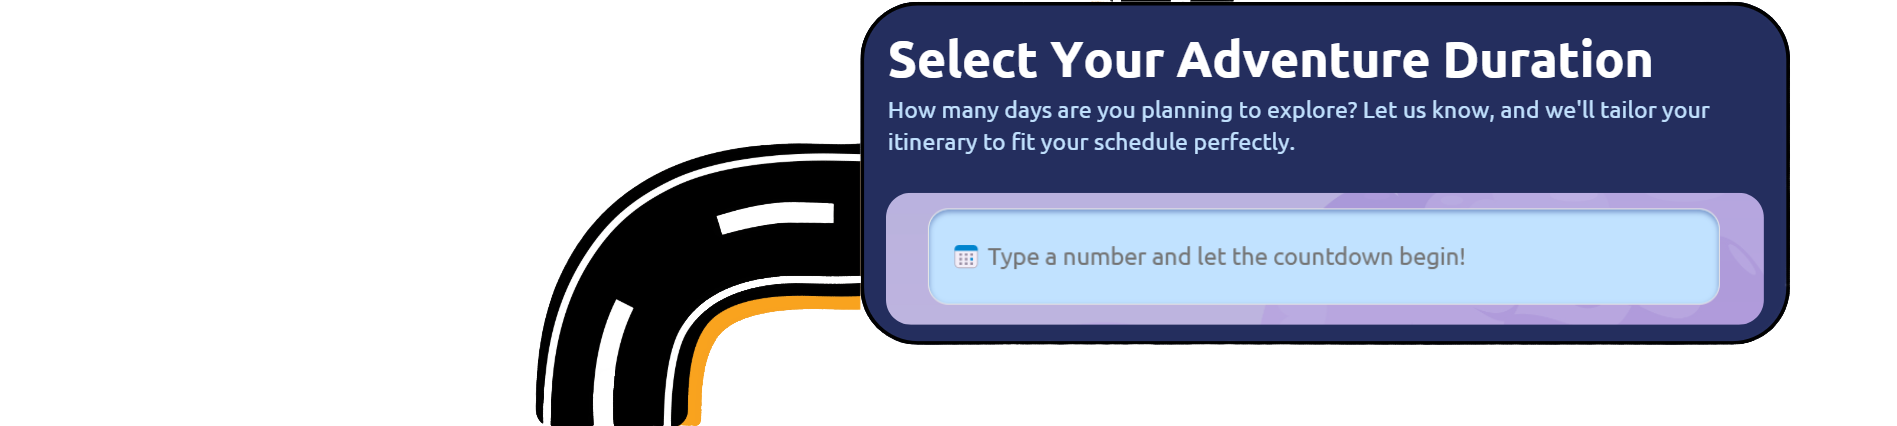 Select Your Adventure Duration
How many days are you planning to explore? Let us know, and we'll tailor your
itinerary to fit your schedule perfectly.
Type a number and let the countdown begin!